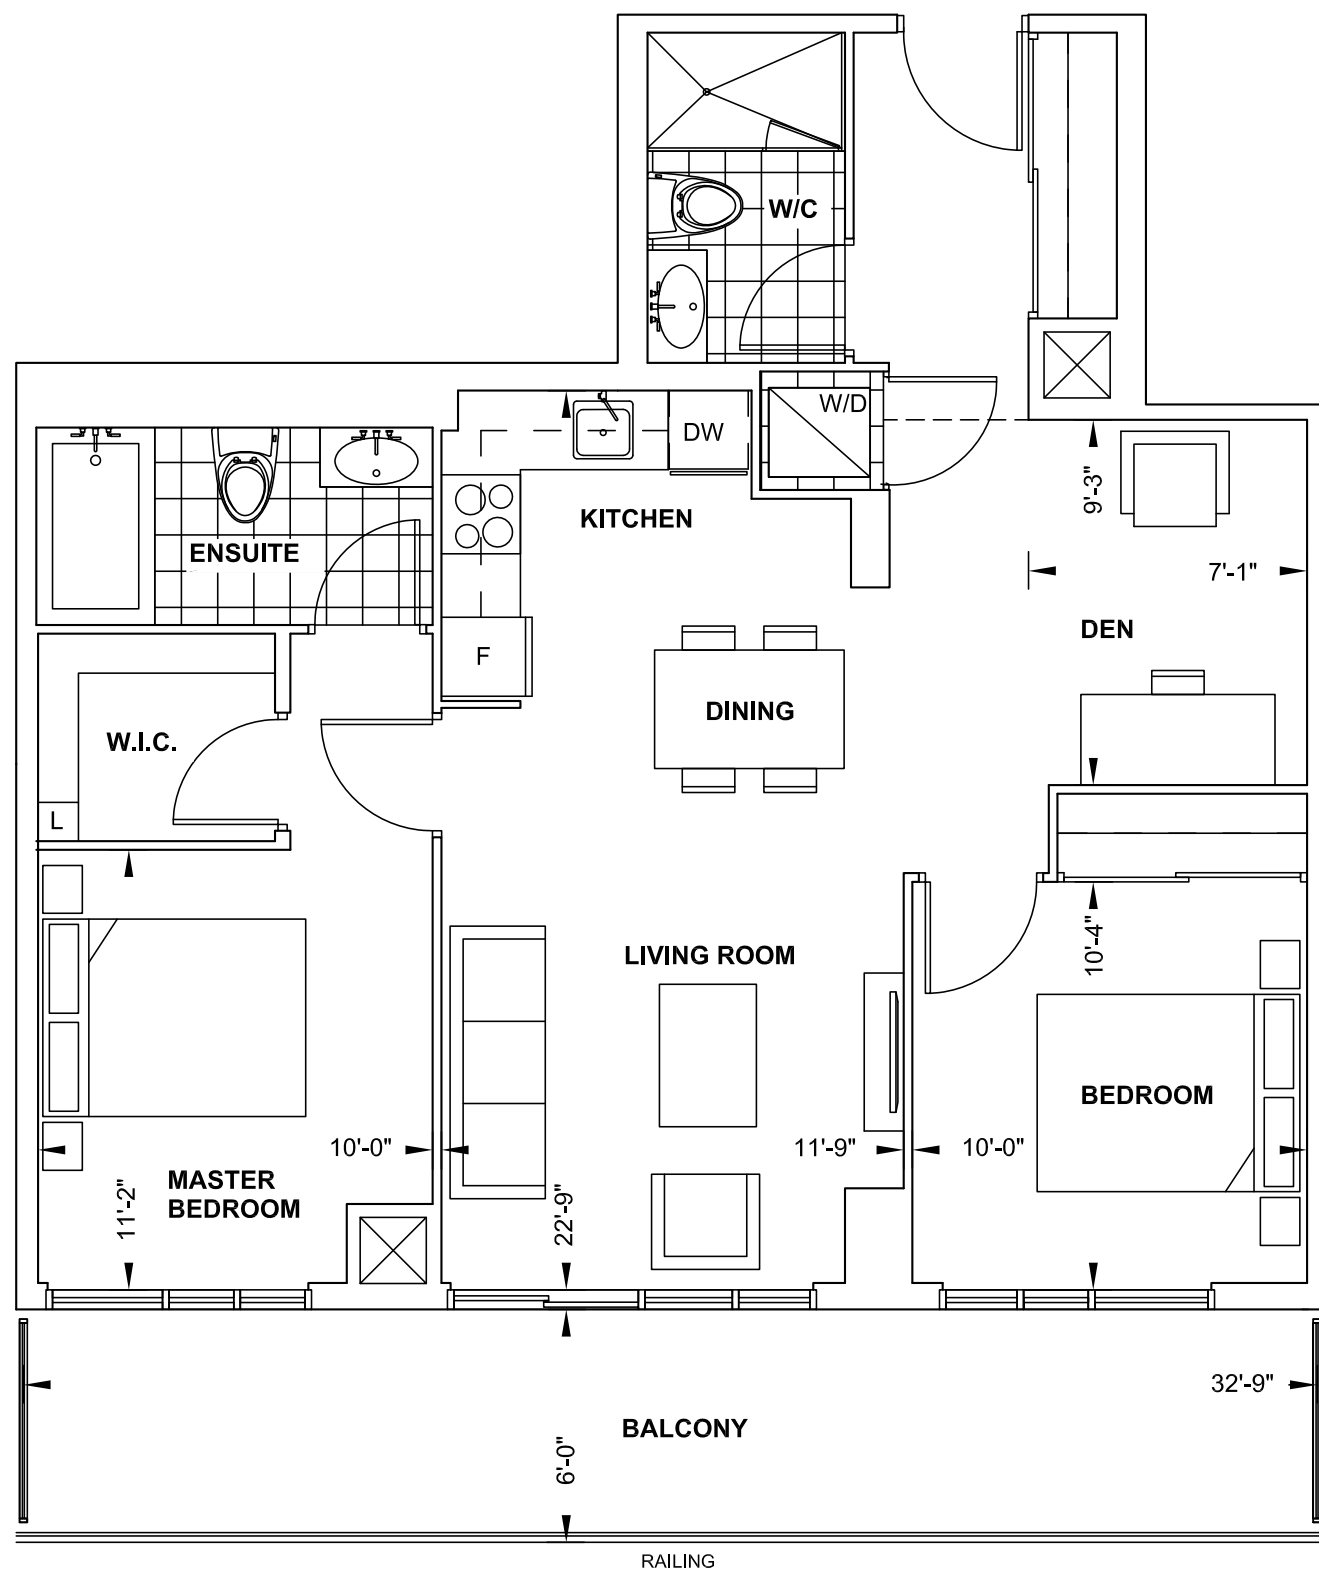 W/C
W/D
DW
9'-3"
KITCHEN
ENSUITE
7'-1"
DEN
F
DINING
W.I.C.
L
10'-4"
LIVING ROOM
BEDROOM
10'-0"
11'-9"
10'-0"
MASTER
BEDROOM
11'-2"
22'-9"
32'-9"
BALCONY
6'-0"
RAILING